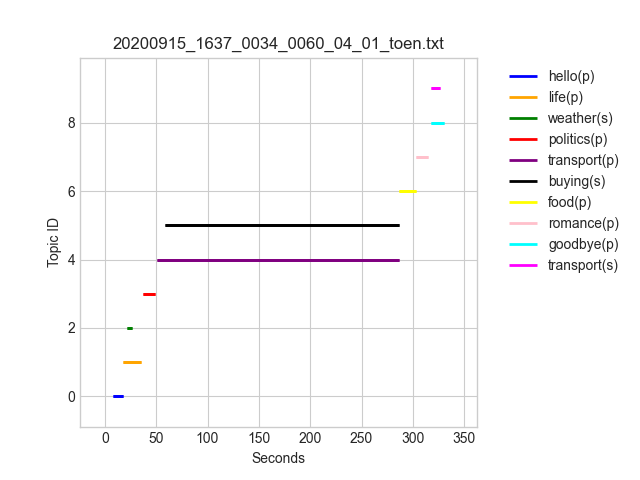 20200915_1637_0034_0060_04_01_toen.txt
Topic ID
8
6
4
2
0
0 50 100 150 200 250 300 350
Seconds
hello(p)
life(p)
weather(s)
politics(p)
transport(p)
buying(s)
food(p)
romance(p)
goodbye(p)
transport(s)